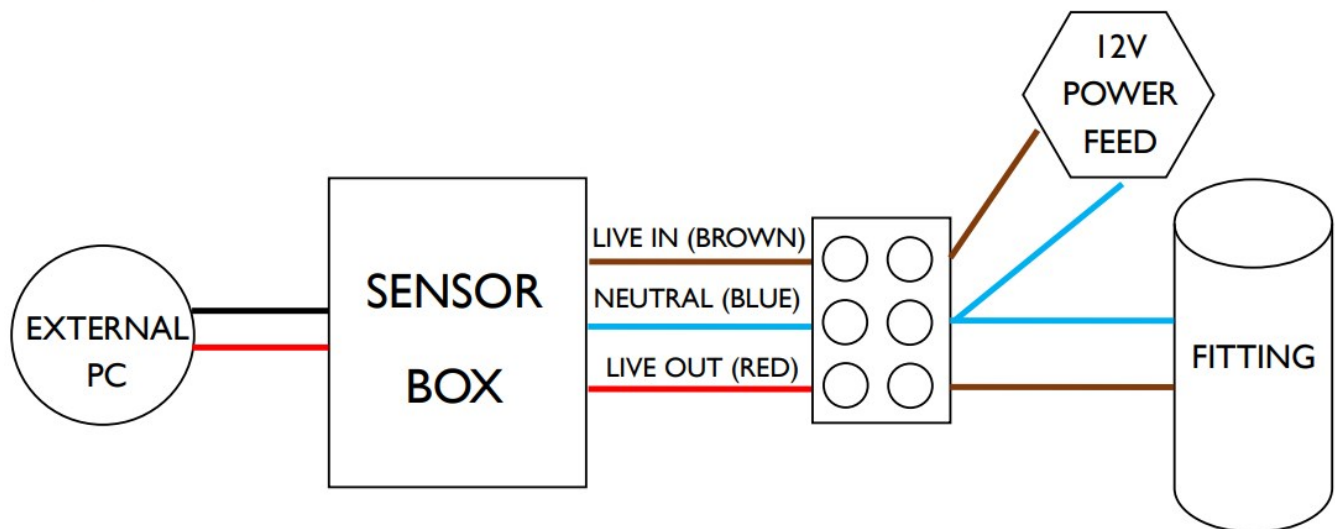 12V
POWER
FEED
LIVE IN (BROWN)
SENSOR
BOX
NEUTRAL (BLUE)
LIVE OUT (RED)
EXTERNAL
PC
FITTING